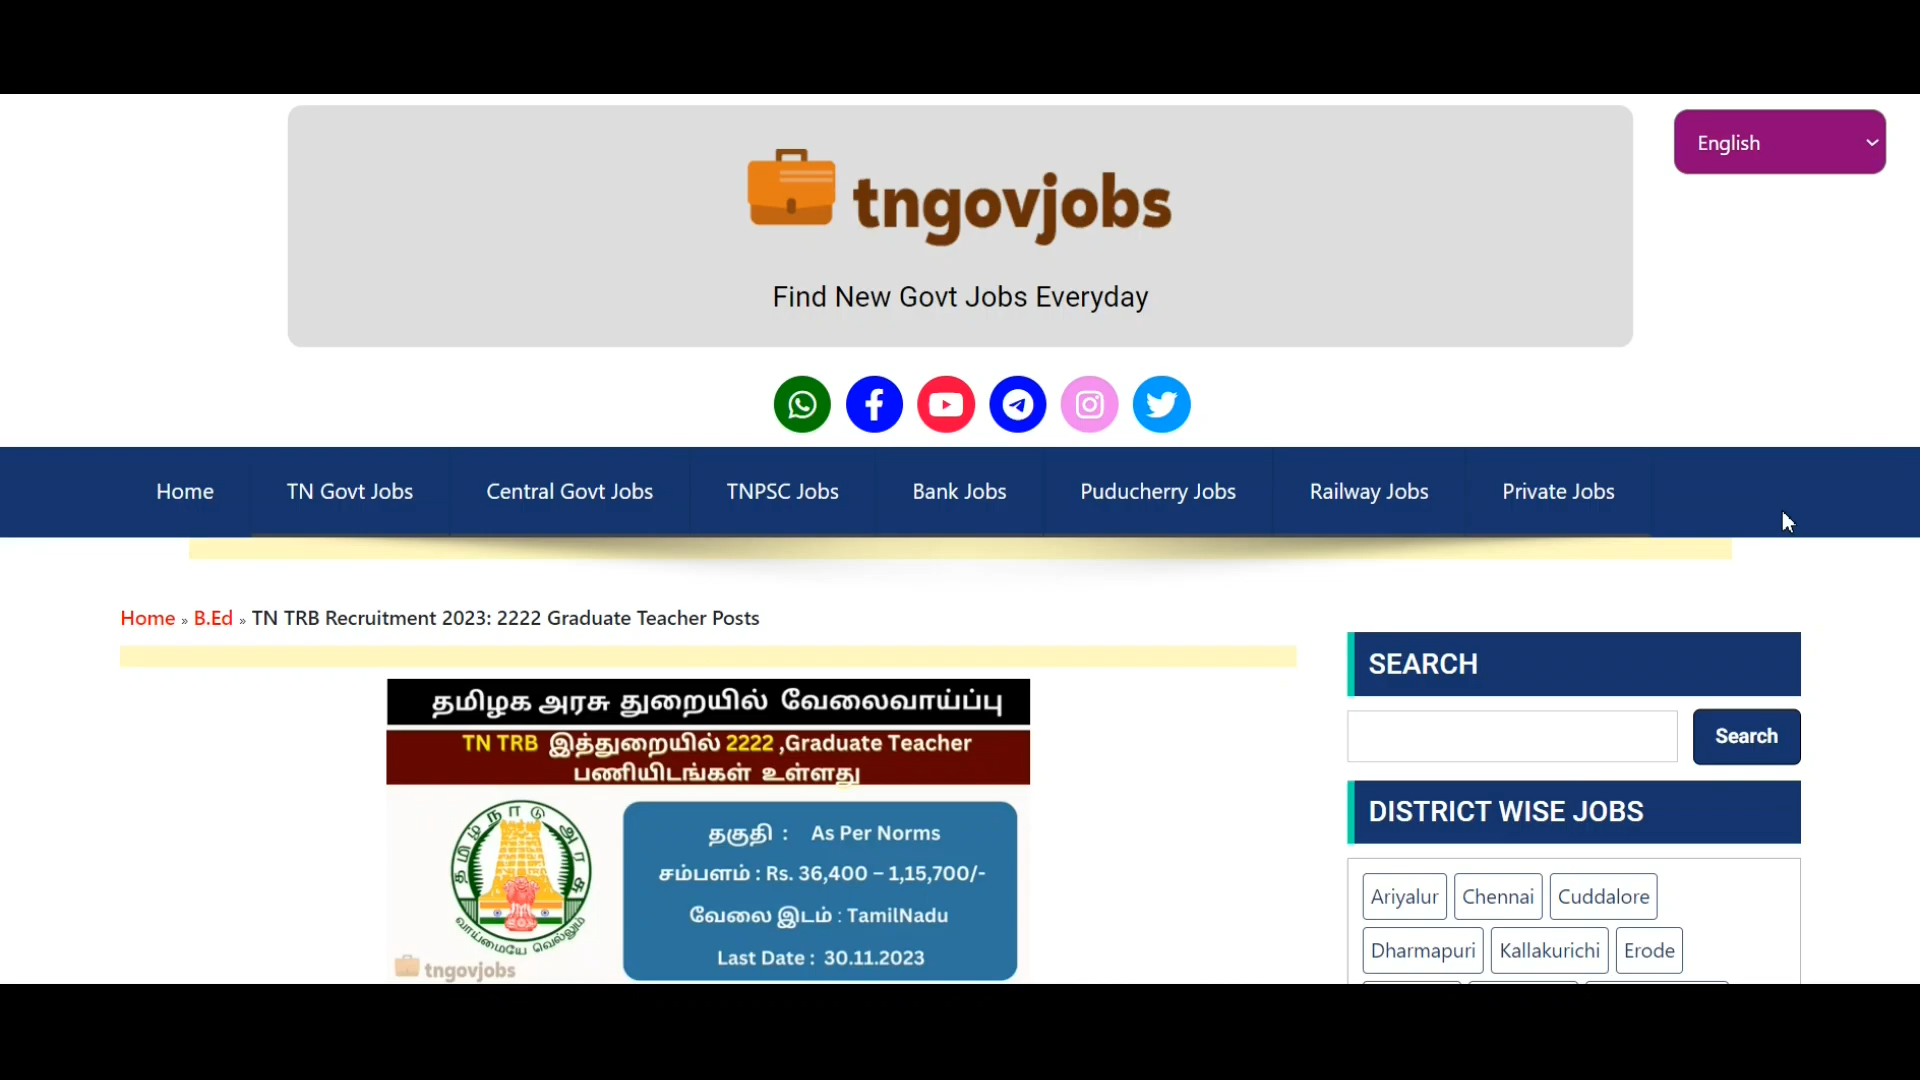 English
tngovjobs
Find New Govt Jobs Everyday
Home TN Govt Jobs Central Govt Jobs TNPSC Jobs Bank Jobs Puducherry Jobs Railway Jobs Private Jobs
Home » B.Ed » TN TRB Recruitment 2023: 2222 Graduate Teacher Posts
தமிழக அரசு துறையில் வேலைவாய்ப்பு
TN TRB இத்துறையில் 2222 ,Graduate Teacher
பணியிடங்கள் உள்ளது
தமிழ்நாடு அரசு
வாய்மையே வெல்லும்
தகுதி : As Per Norms
சம்பளம் : Rs. 36,400 – 1,15,700/-
வேலை இடம் : TamilNadu
Last Date : 30.11.2023
tngovjobs
SEARCH
Search
DISTRICT WISE JOBS
Ariyalur Chennai Cuddalore
Dharmapuri Kallakurichi Erode